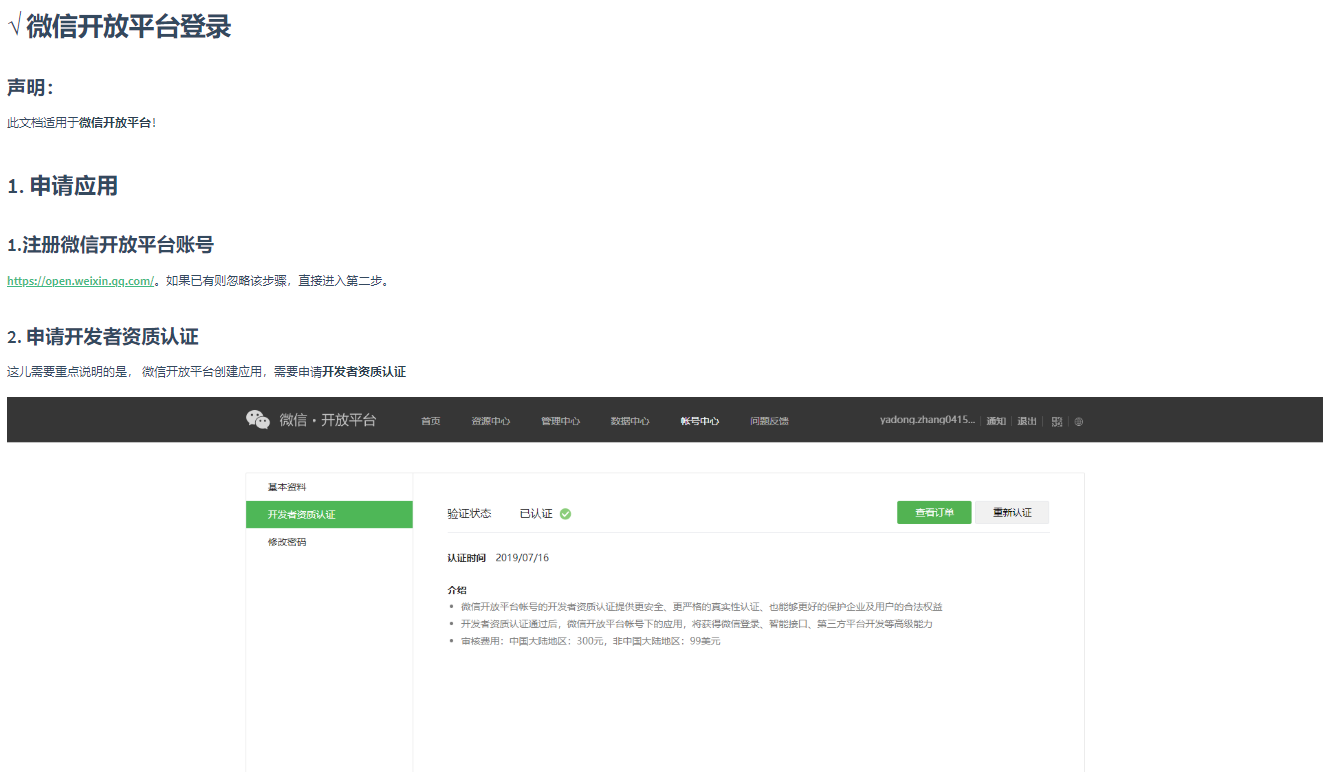 √ 微信开放平台登录
声明：
此文档适用于微信开放平台！
1. 申请应用
1.注册微信开放平台账号
https://open.weixin.qq.com/。如果已有则忽略该步骤，直接进入第二步。
2. 申请开发者资质认证
这儿需要重点说明的是， 微信开放平台创建应用，需要申请开发者资质认证
微信·开放平台 首页 资源中心 管理中心 数据中心 帐号中心 问题反馈 yadong.zhang0415... 通知 退出
基本资料
开发者资质认证
修改密码
验证状态 已认证 查看订单 重新认证
认证时间 2019/07/16
介绍
• 微信开放平台帐号的开发者资质认证提供更安全、更严格的真实性认证、也能够更好的保护企业及用户的合法权益
• 开发者资质认证通过后，微信开放平台帐号下的应用，将获得微信登录、智能接口、第三方平台开发等高级能力
• 审核费用：中国大陆地区：300元，非中国大陆地区：99美元